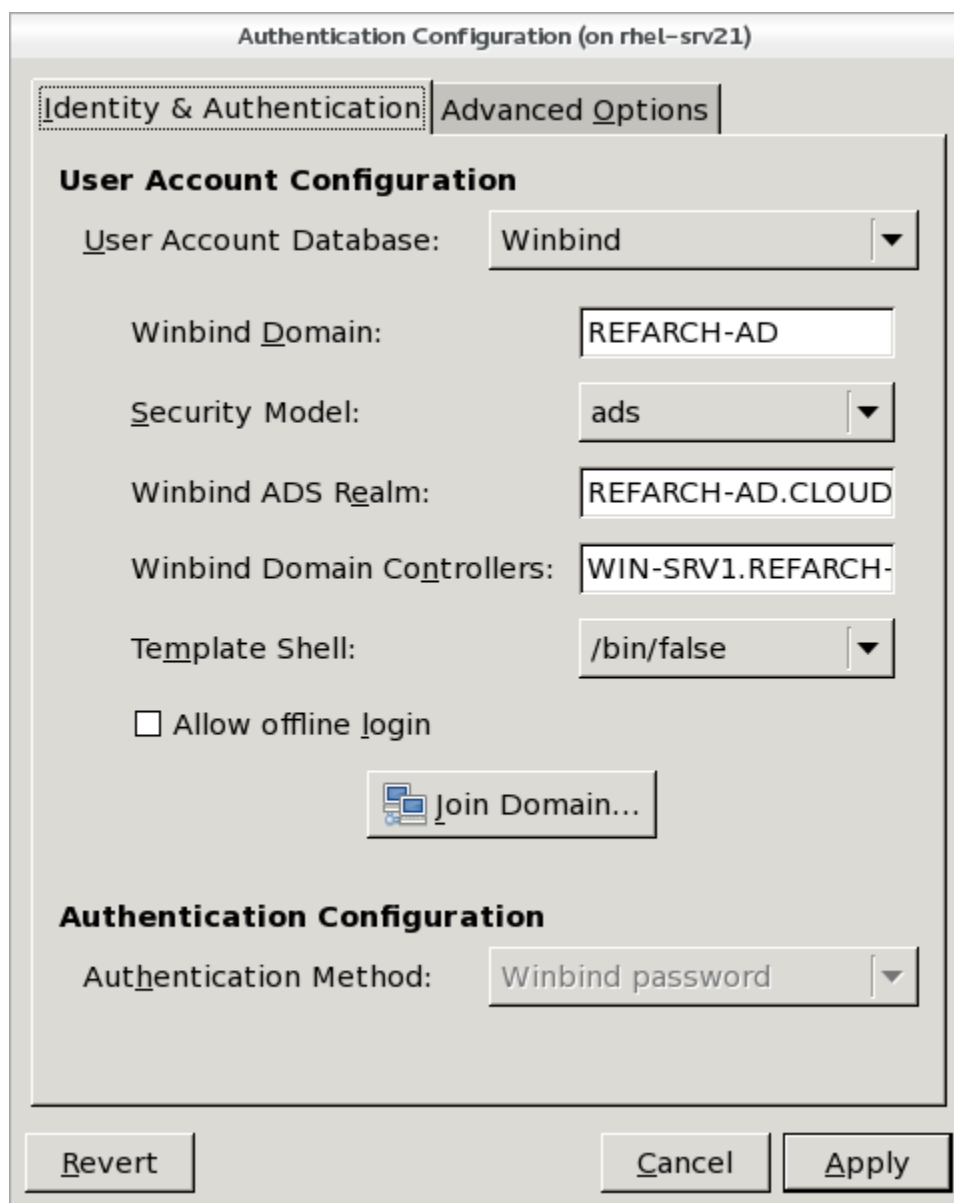 Authentication Configuration (on rhel-srv21)
Identity & Authentication Advanced Options
User Account Configuration
User Account Database: Winbind
Winbind Domain: REFARCH-AD
Security Model: ads
Winbind ADS Realm: REFARCH-AD.CLOUD
Winbind Domain Controllers: WIN-SRV1.REFARCH-
Template Shell: /bin/false
Allow offline login
Join Domain...
Authentication Configuration
Authentication Method: Winbind password
Revert Cancel Apply